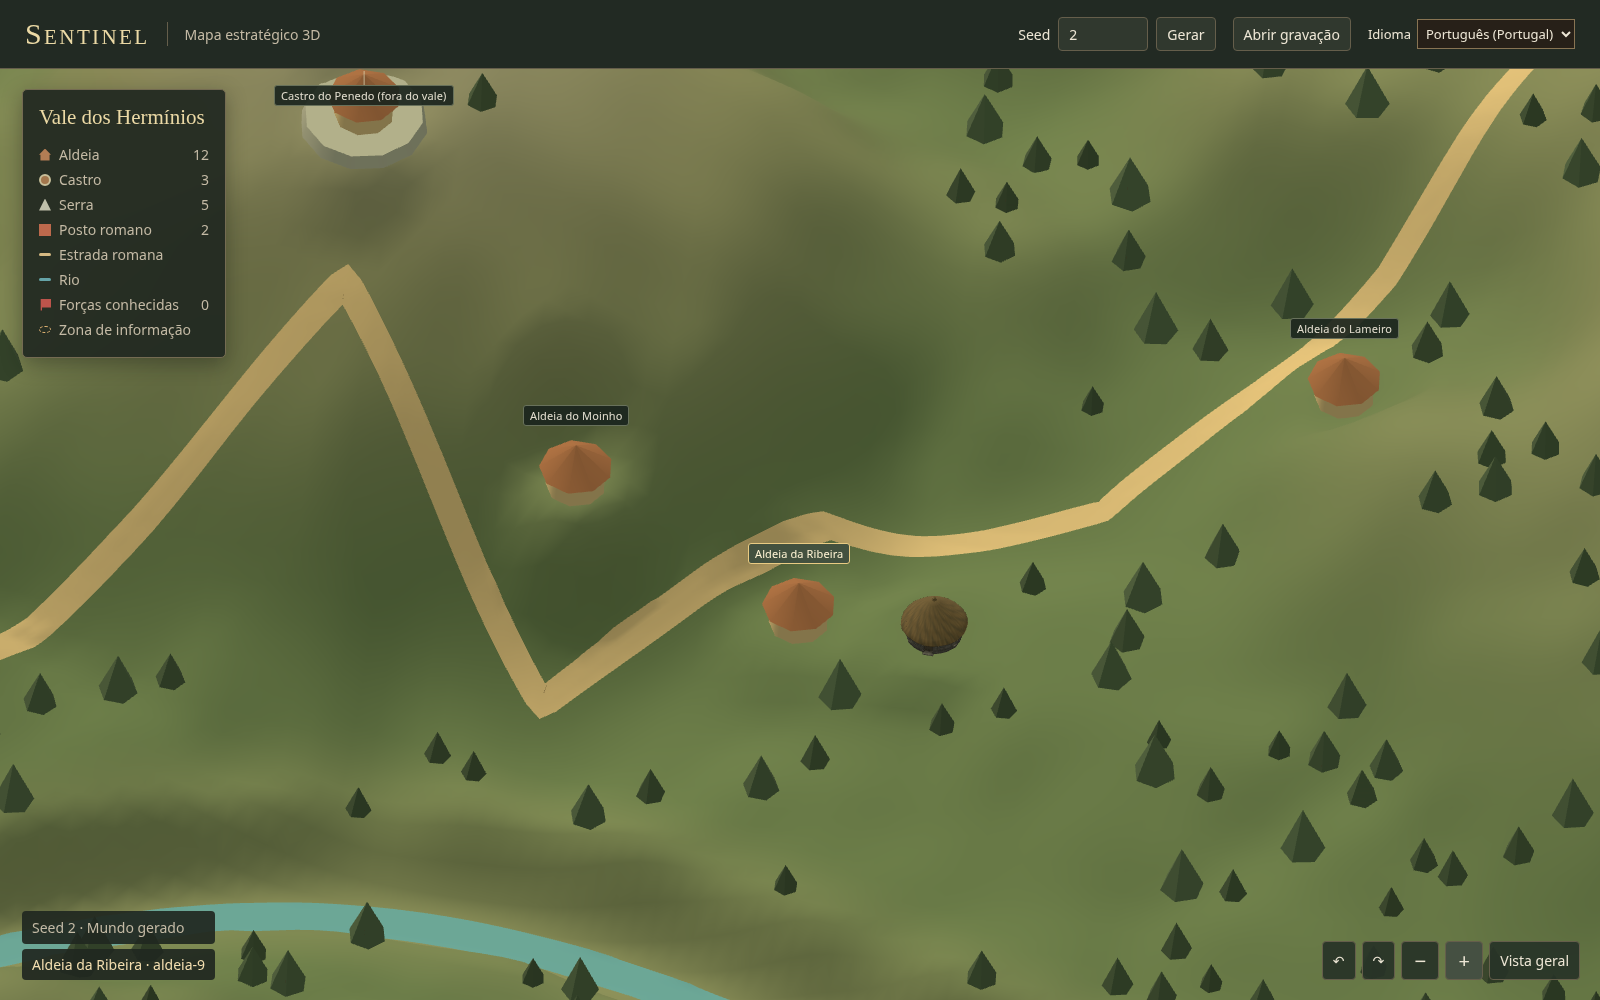 SENTINEL
Mapa estratégico 3D
Seed
2
Gerar
Abrir gravação
Idioma
Português (Portugal)
Castro do Penedo (fora do vale)
Vale dos Hermínios
Aldeia 12
Castro 3
Serra 5
Posto romano 2
Estrada romana
Rio
Forças conhecidas 0
Zona de informação
Aldeia do Lameiro
Aldeia do Moinho
Aldeia da Ribeira
Seed 2 · Mundo gerado
Aldeia da Ribeira · aldeia-9
↶
↷
−
+
Vista geral